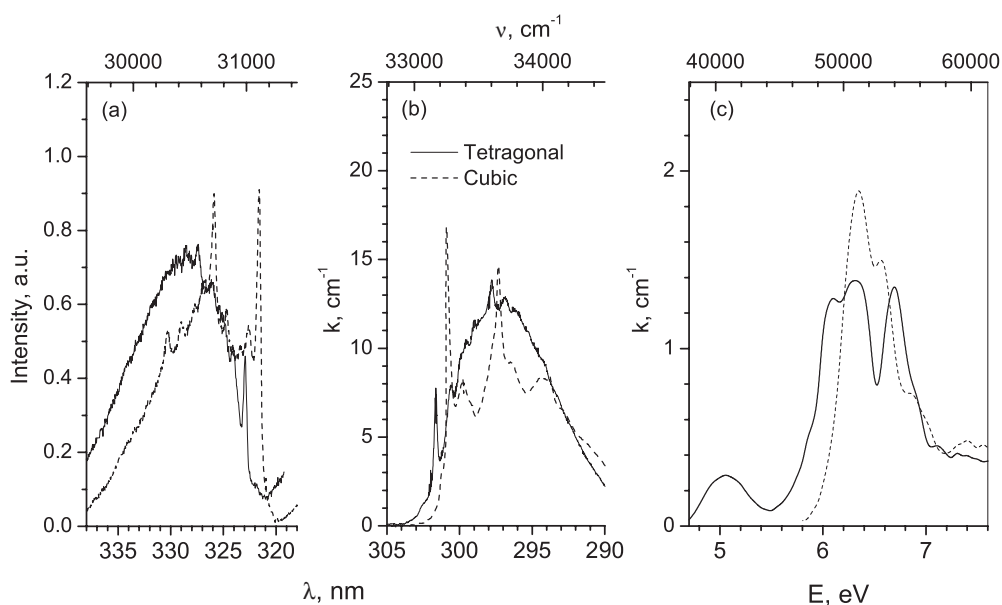 ν, cm-1
30000 31000 33000 34000 40000 50000 60000
(a) (b) (c)
Tetragonal
Cubic
1.2
1.0
0.8
0.6
0.4
0.2
0.0
Intensity, a.u.
335 330 325 320
25
20
15
10
5
0
k, cm-1
305 300 295 290
2
1
0
k, cm-1
5 6 7
λ, nm E, eV